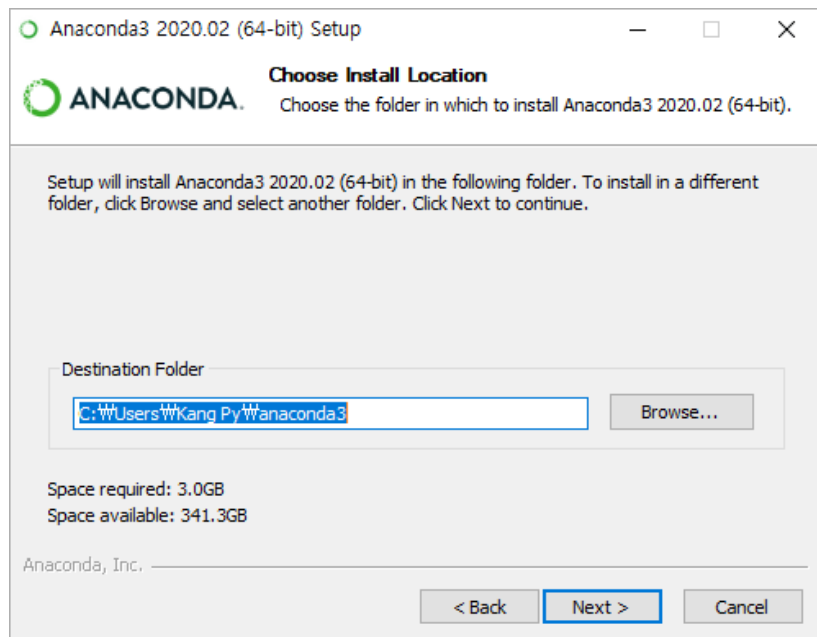 Anaconda3 2020.02 (64-bit) Setup
ANACONDA.
Choose Install Location
Choose the folder in which to install Anaconda3 2020.02 (64-bit).
Setup will install Anaconda3 2020.02 (64-bit) in the following folder. To install in a different
folder, click Browse and select another folder. Click Next to continue.
Destination Folder
C:₩Users₩Kang Py₩anaconda3
Browse...
Space required: 3.0GB
Space available: 341.3GB
Anaconda, Inc.
< Back
Next >
Cancel